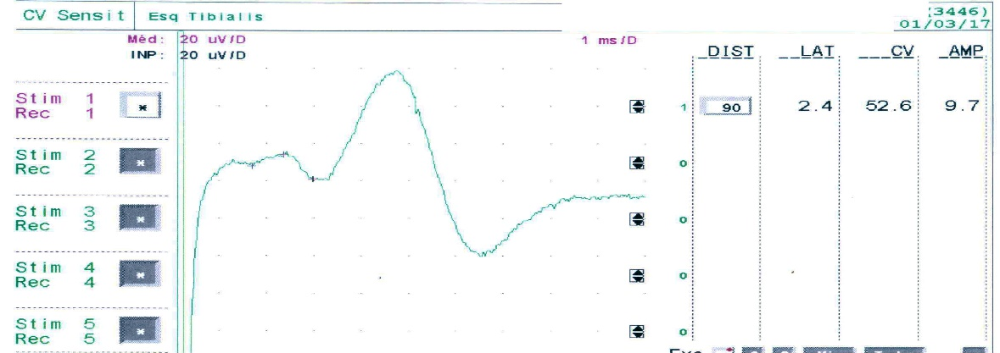 CV Sensit Esq Tibialis (3446)
01/03/17
Méd: 20 uV/D 1 ms/D
INP: 20 uV/D
DIST LAT CV AMP
Stim 1
Rec 1 * 1 90 2.4 52.6 9.7
Stim 2
Rec 2 * 0
Stim 3
Rec 3 * 0
Stim 4
Rec 4 * 0
Stim 5
Rec 5 * 0